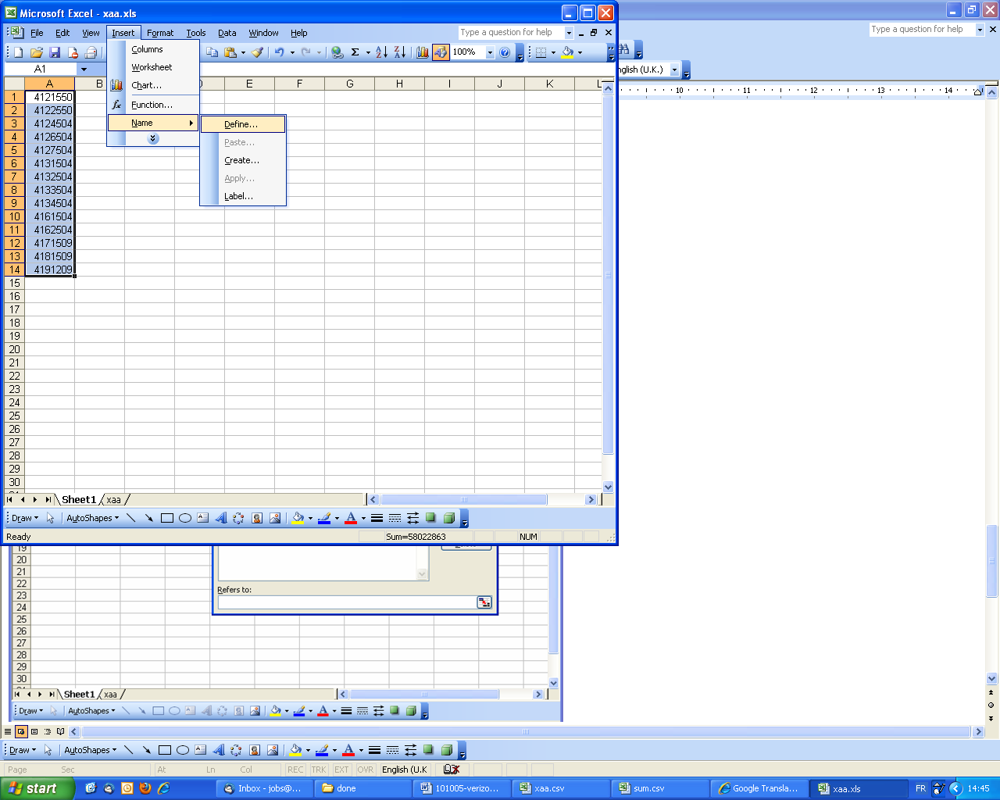 Microsoft Excel - xaa.xls
File Edit View Insert Format Tools Data Window Help
Type a question for help
Type a question for help
100%
A1
nglish (U.K.)
Columns
Worksheet
Chart...
Function...
Name
Define...
Paste...
Create...
Apply...
Label...
10 11 12 13 14
A B D E F G H I J K L
1 4121550
2 4122550
3 4124504
4 4126504
5 4127504
6 4131504
7 4132504
8 4133504
9 4134504
10 4161504
11 4162504
12 4171509
13 4181509
14 4191209
15
16
17
18
19
20
21
22
23
24
25
26
27
28
29
30
Sheet1 xaa
Draw AutoShapes
Ready Sum=58022863 NUM
19
20
21
22
23
24
25
26
27
28
29
30
Refers to:
Sheet1 xaa
Draw AutoShapes
Draw AutoShapes
Page Sec At Ln Col REC TRK EXT OVR English (U.K
start Inbox - jobs@... done 101005-verizo... xaa.csv sum.csv Google Transla... xaa.xls FR 14:45